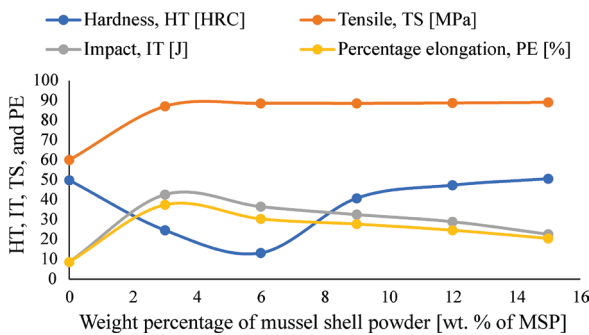 Hardness, HT [HRC]
Tensile, TS [MPa]
Impact, IT [J]
Percentage elongation, PE [%]
HT, IT, TS, and PE
100
90
80
70
60
50
40
30
20
10
0
0 2 4 6 8 10 12 14 16
Weight percentage of mussel shell powder [wt. % of MSP]